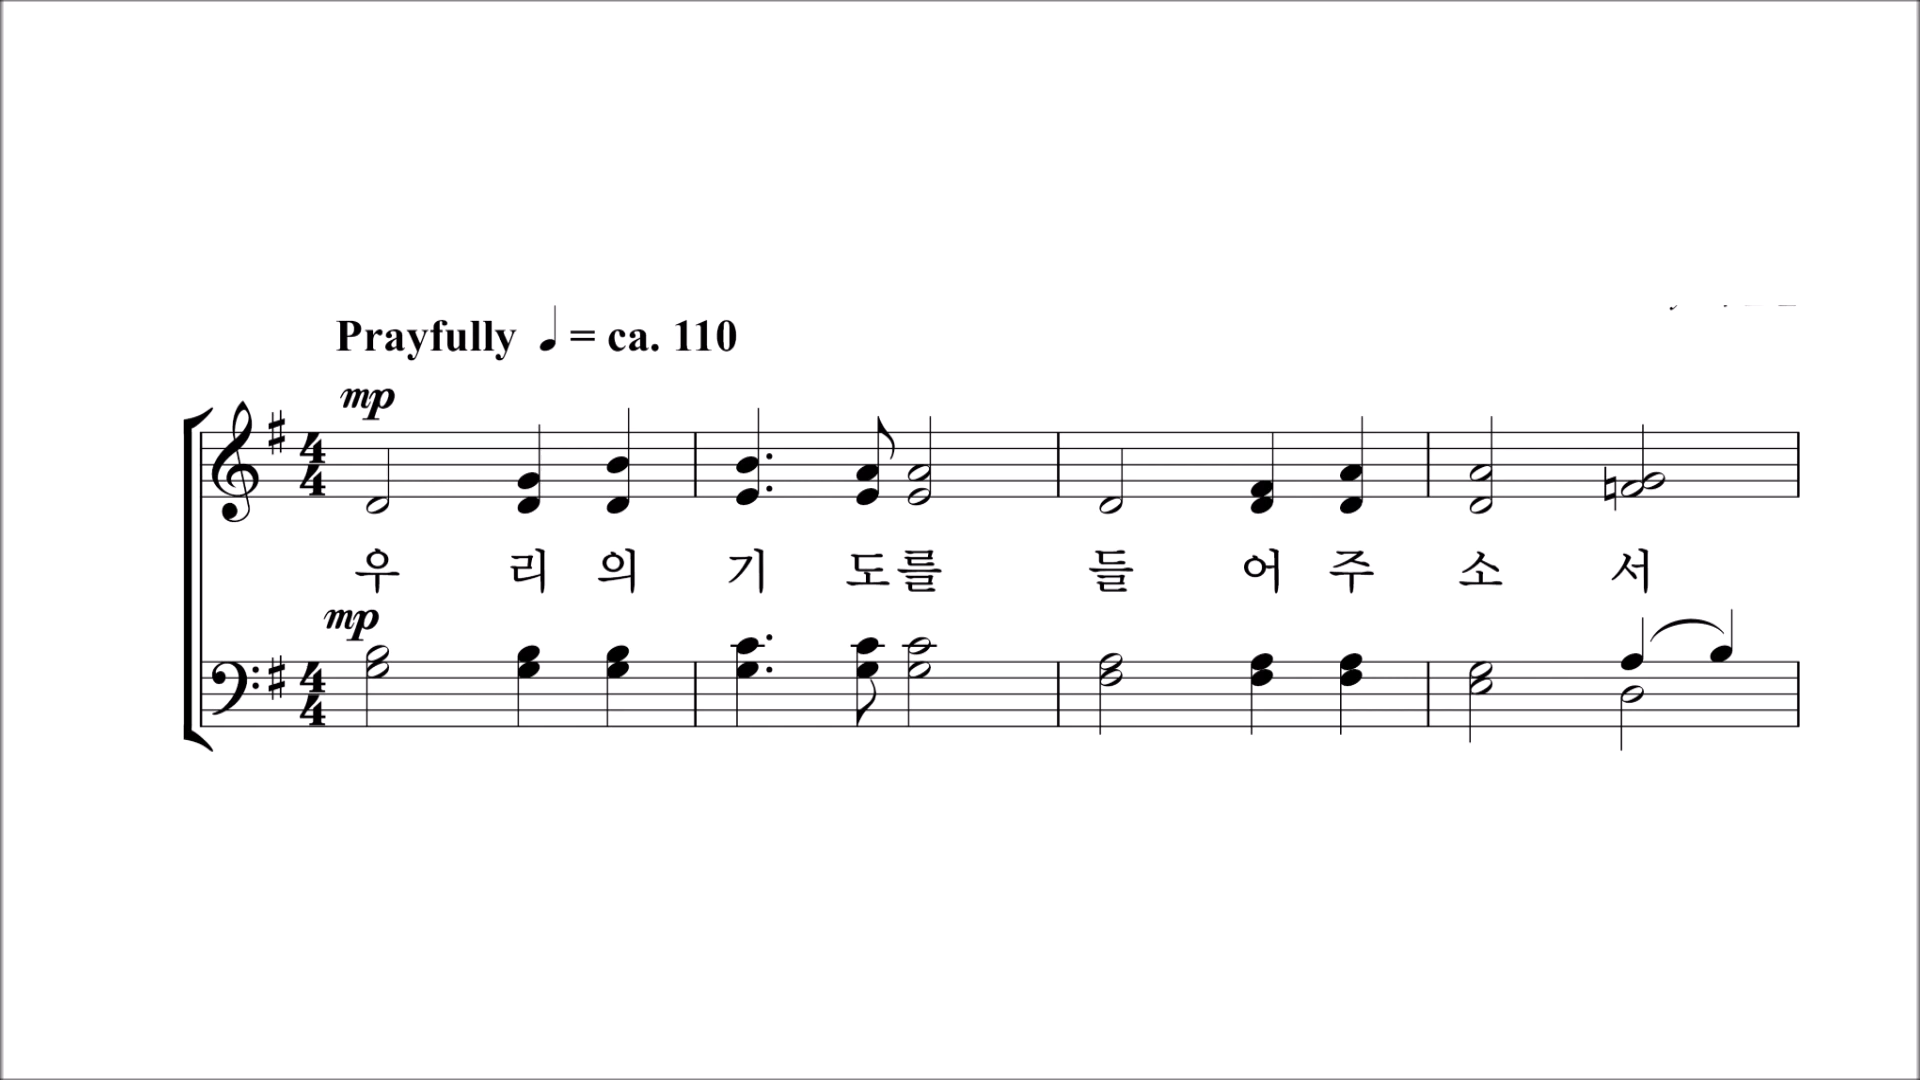 Prayfully ♩ = ca. 110
mp
우 리 의 기 도 를 들 어 주 소 서
mp